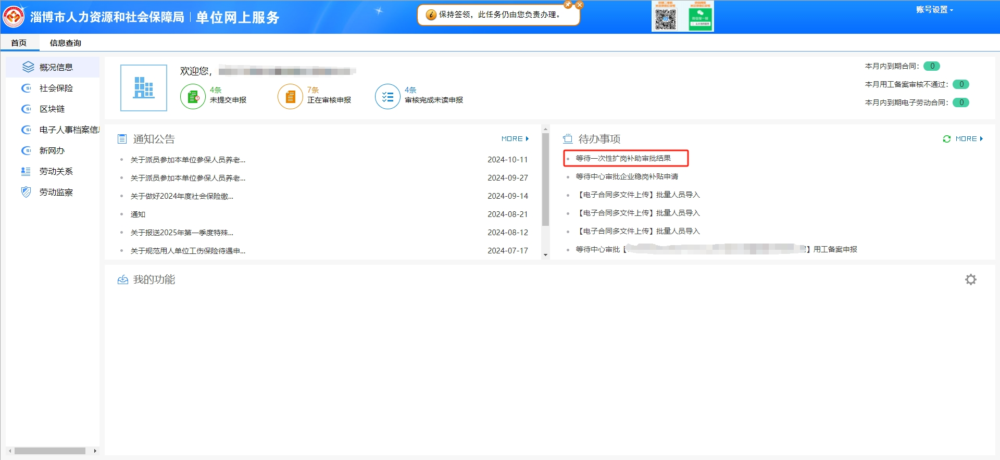 淄博市人力资源和社会保障局 | 单位网上服务
保持签领，此任务仍由您负责办理。
账号设置
首页
信息查询
概况信息
社会保险
区块链
电子人事档案信
新网办
劳动关系
劳动监察
欢迎您，
4条
未提交申报
7条
正在审核申报
4条
审核完成未读申报
本月内到期合同： 0
本月用工备案审核不通过： 0
本月内到期电子劳动合同： 0
通知公告
MORE
关于派员参加本单位参保人员养老... 2024-10-11
关于派员参加本单位参保人员养老... 2024-09-27
关于做好2024年度社会保险缴... 2024-09-14
通知 2024-08-21
关于报送2025年第一季度特殊... 2024-08-12
关于规范用人单位工伤保险待遇申... 2024-07-17
待办事项
MORE
等待一次性扩岗补助审批结果
等待中心审批企业稳岗补贴申请
【电子合同多文件上传】批量人员导入
【电子合同多文件上传】批量人员导入
【电子合同多文件上传】批量人员导入
等待中心审批【 】用工备案申报
我的功能